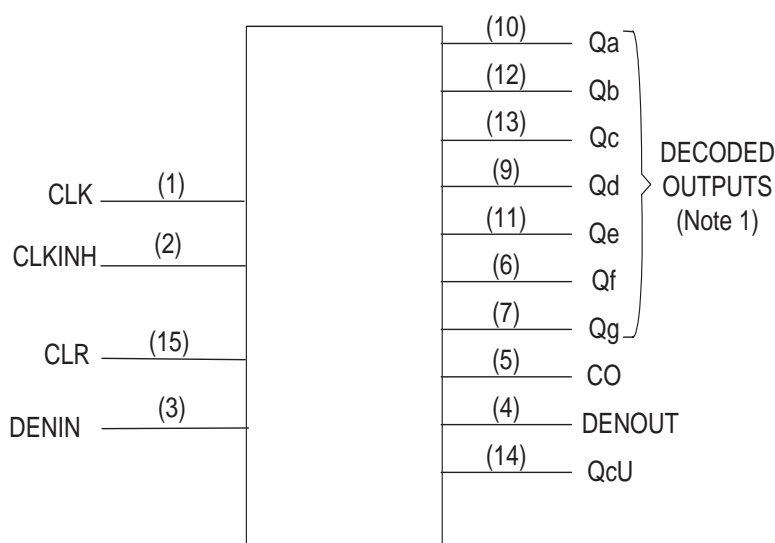 CLK (1)
CLKINH (2)
CLR (15)
DENIN (3)
(10) Qa
(12) Qb
(13) Qc
(9) Qd
(11) Qe
(6) Qf
(7) Qg
(5) CO
(4) DENOUT
(14) QcU
DECODED
OUTPUTS
(Note 1)